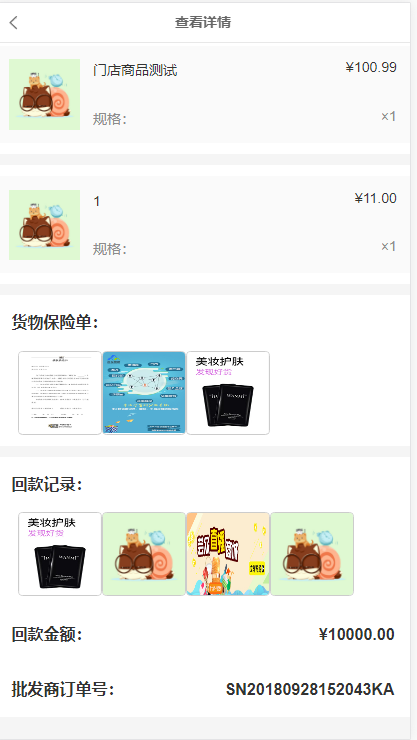 查看详情
门店商品测试
¥100.99
规格：
×1
1
¥11.00
规格：
×1
货物保险单：
美妆护肤
发现好货
回款记录：
美妆护肤
发现好货
回款金额：
¥10000.00
批发商订单号：
SN20180928152043KA